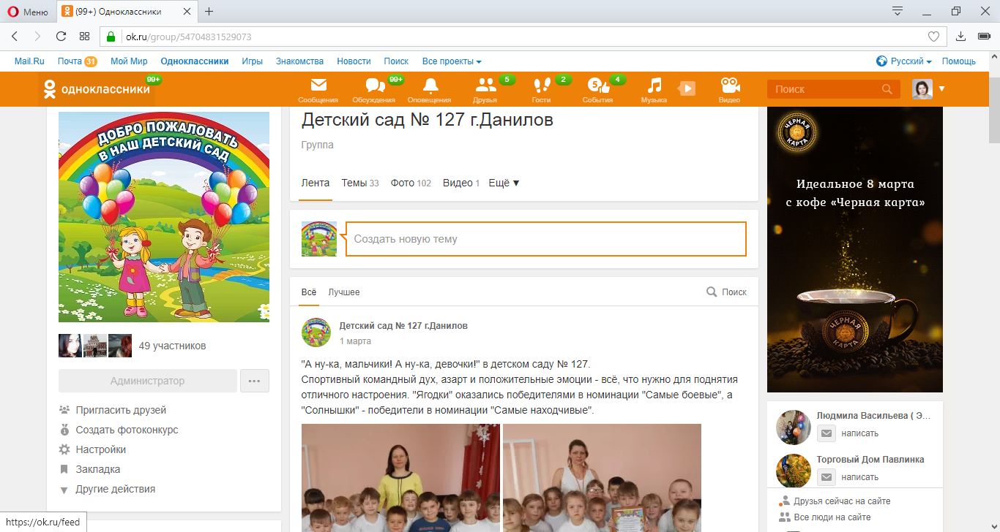 Меню
(99+) Одноклассники
ok.ru/group/54704831529073
Mail.Ru Почта 31 Мой Мир Одноклассники Игры Знакомства Новости Поиск Все проекты Русский Помощь
одноклассники 99+
Сообщения
Обсуждения 99+
Оповещения
Друзья 5
Гости 2
События 5 4
Музыка
Видео
Поиск
ДОБРО ПОЖАЛОВАТЬ
В НАШ ДЕТСКИЙ САД
49 участников
Администратор
Пригласить друзей
Создать фотоконкурс
Настройки
Закладка
Другие действия
https://ok.ru/feed
Детский сад № 127 г.Данилов
Группа
Лента Темы 33 Фото 102 Видео 1 Ещё
Создать новую тему
Всё Лучшее Поиск
Детский сад № 127 г.Данилов
1 марта
"А ну-ка, мальчики! А ну-ка, девочки!" в детском саду № 127.
Спортивный командный дух, азарт и положительные эмоции - всё, что нужно для поднятия
отличного настроения. "Ягодки" оказались победителями в номинации "Самые боевые", а
"Солнышки" - победители в номинации "Самые находчивые".
ЧЕРНАЯ
КАРТА
Идеальное 8 марта
с кофе «Черная карта»
ЧЕРНАЯ
КАРТА
Людмила Васильева ( Э...
написать
Торговый Дом Павлинка
написать
Друзья сейчас на сайте
Все люди на сайте